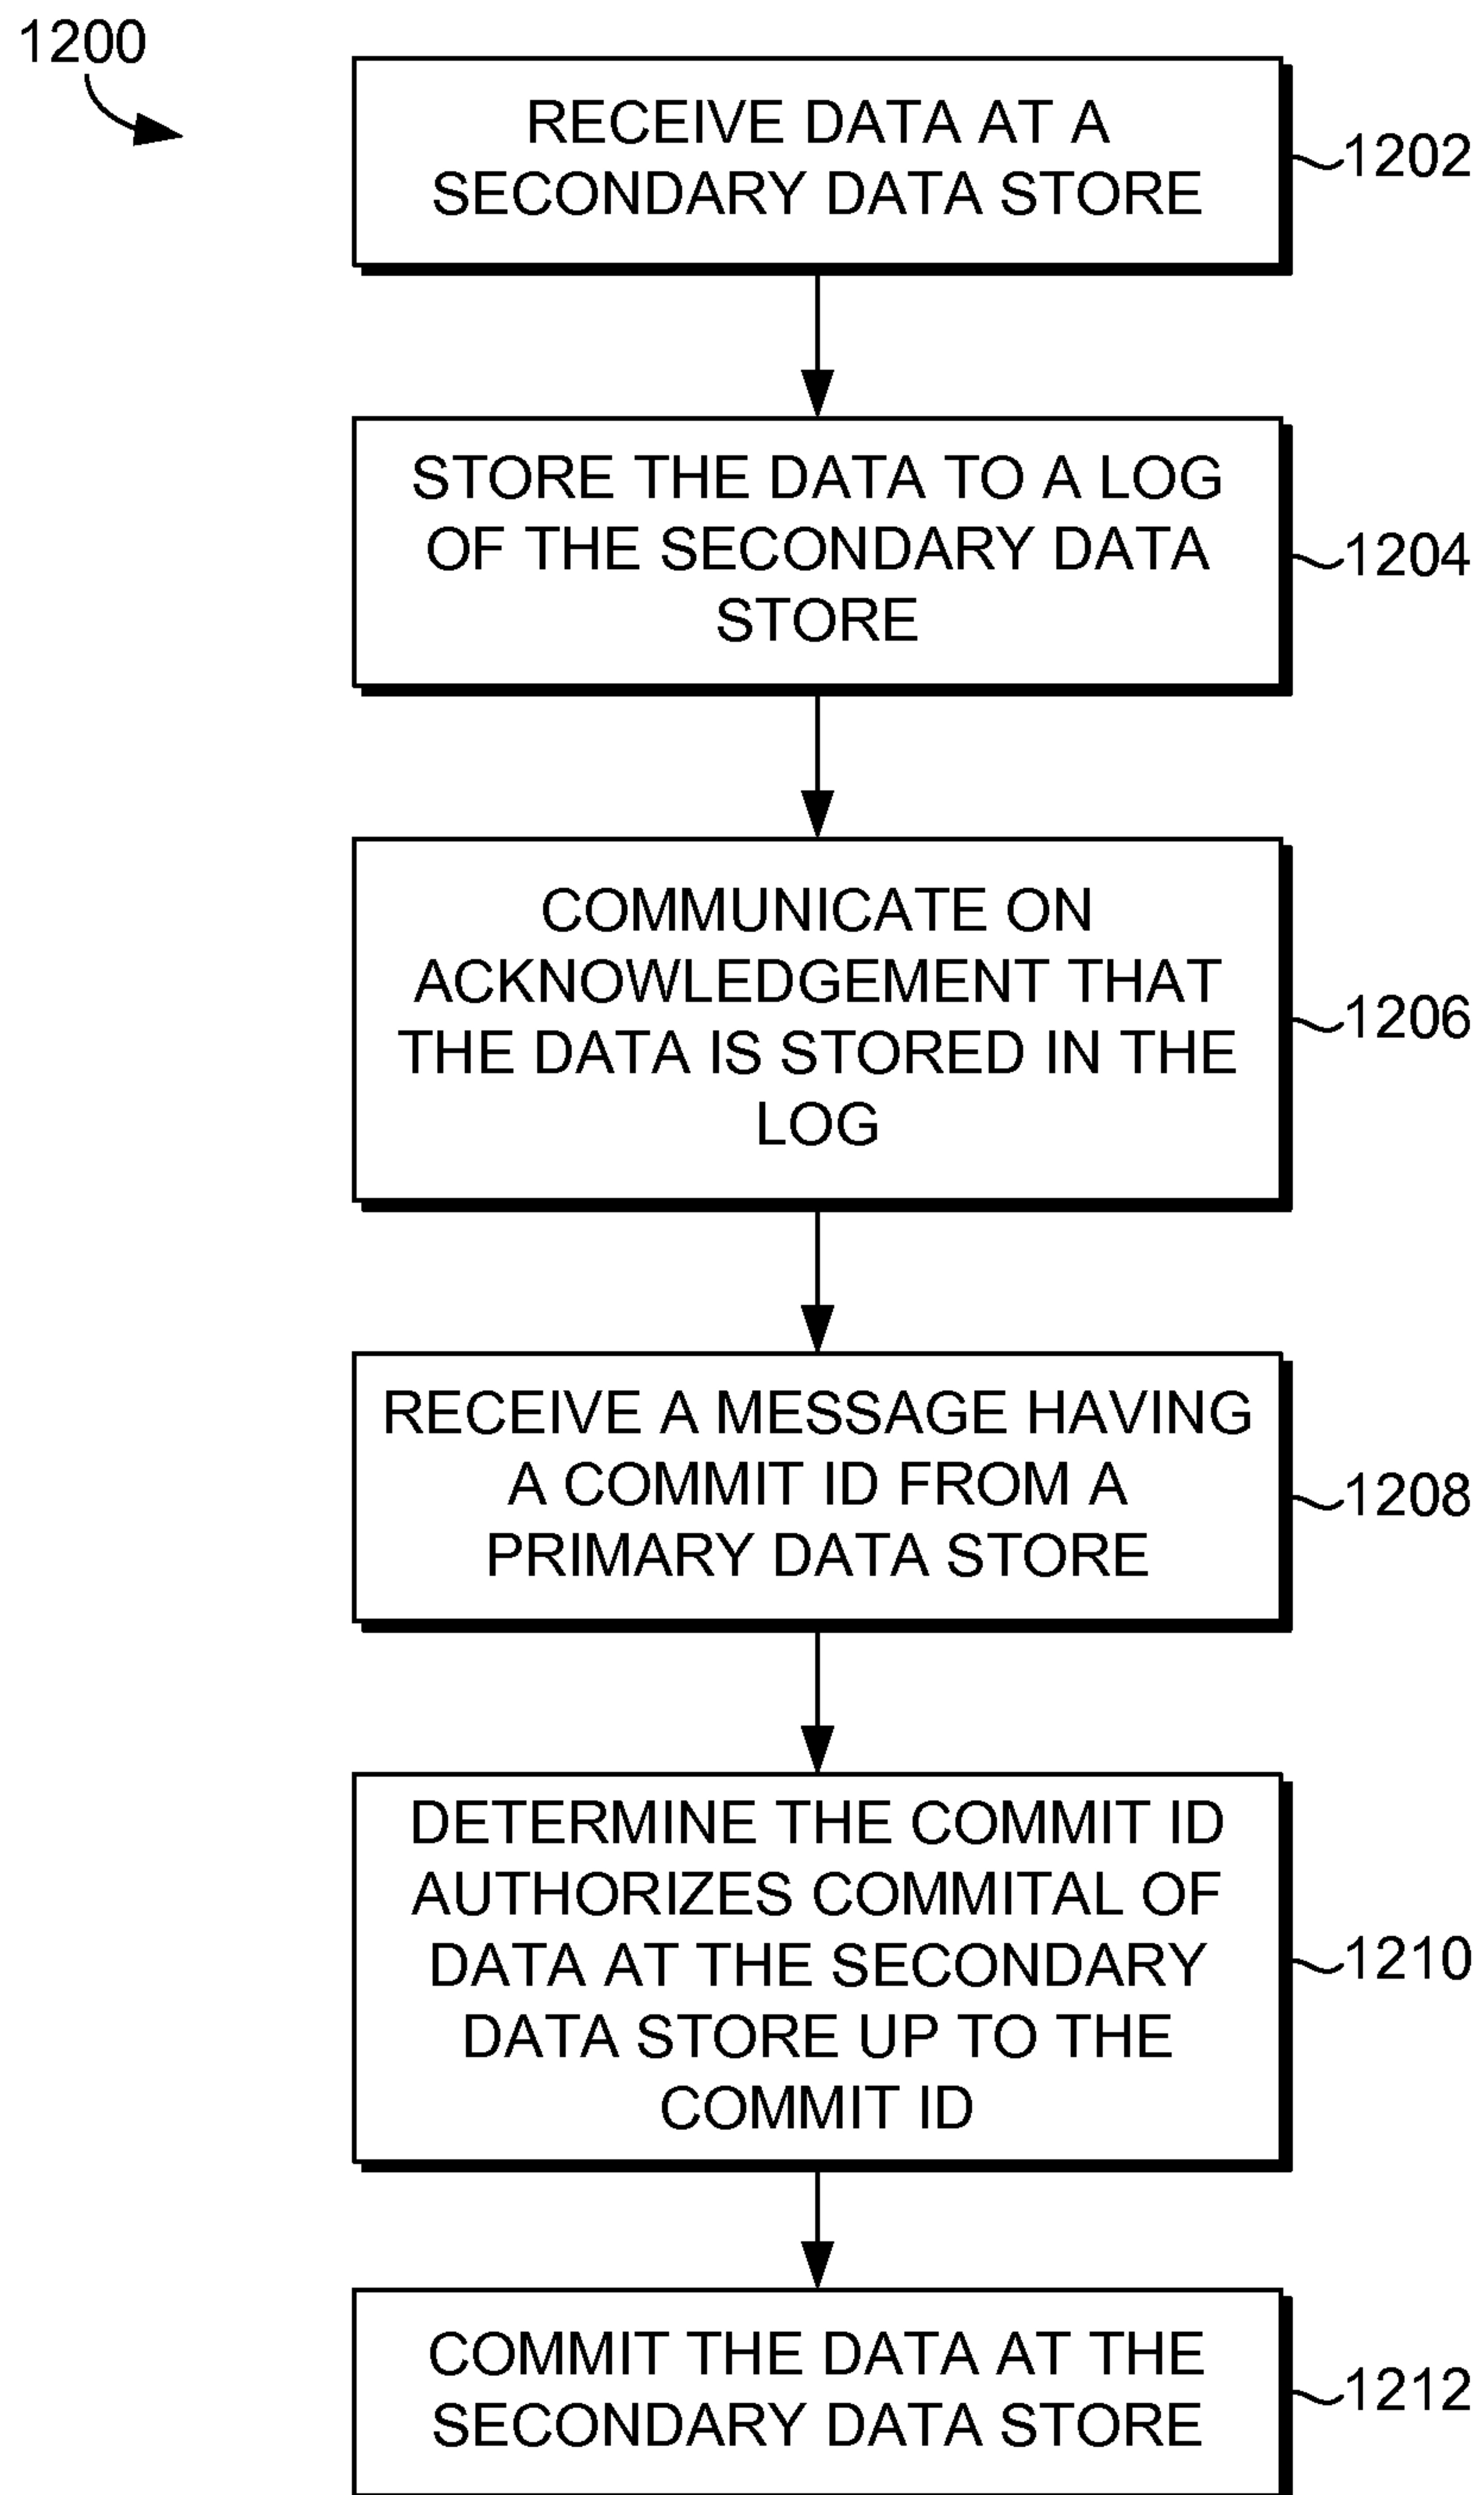 1200
RECEIVE DATA AT A
SECONDARY DATA STORE
1202
STORE THE DATA TO A LOG
OF THE SECONDARY DATA
STORE
1204
COMMUNICATE ON
ACKNOWLEDGEMENT THAT
THE DATA IS STORED IN THE
LOG
1206
RECEIVE A MESSAGE HAVING
A COMMIT ID FROM A
PRIMARY DATA STORE
1208
DETERMINE THE COMMIT ID
AUTHORIZES COMMITAL OF
DATA AT THE SECONDARY
DATA STORE UP TO THE
COMMIT ID
1210
COMMIT THE DATA AT THE
SECONDARY DATA STORE
1212